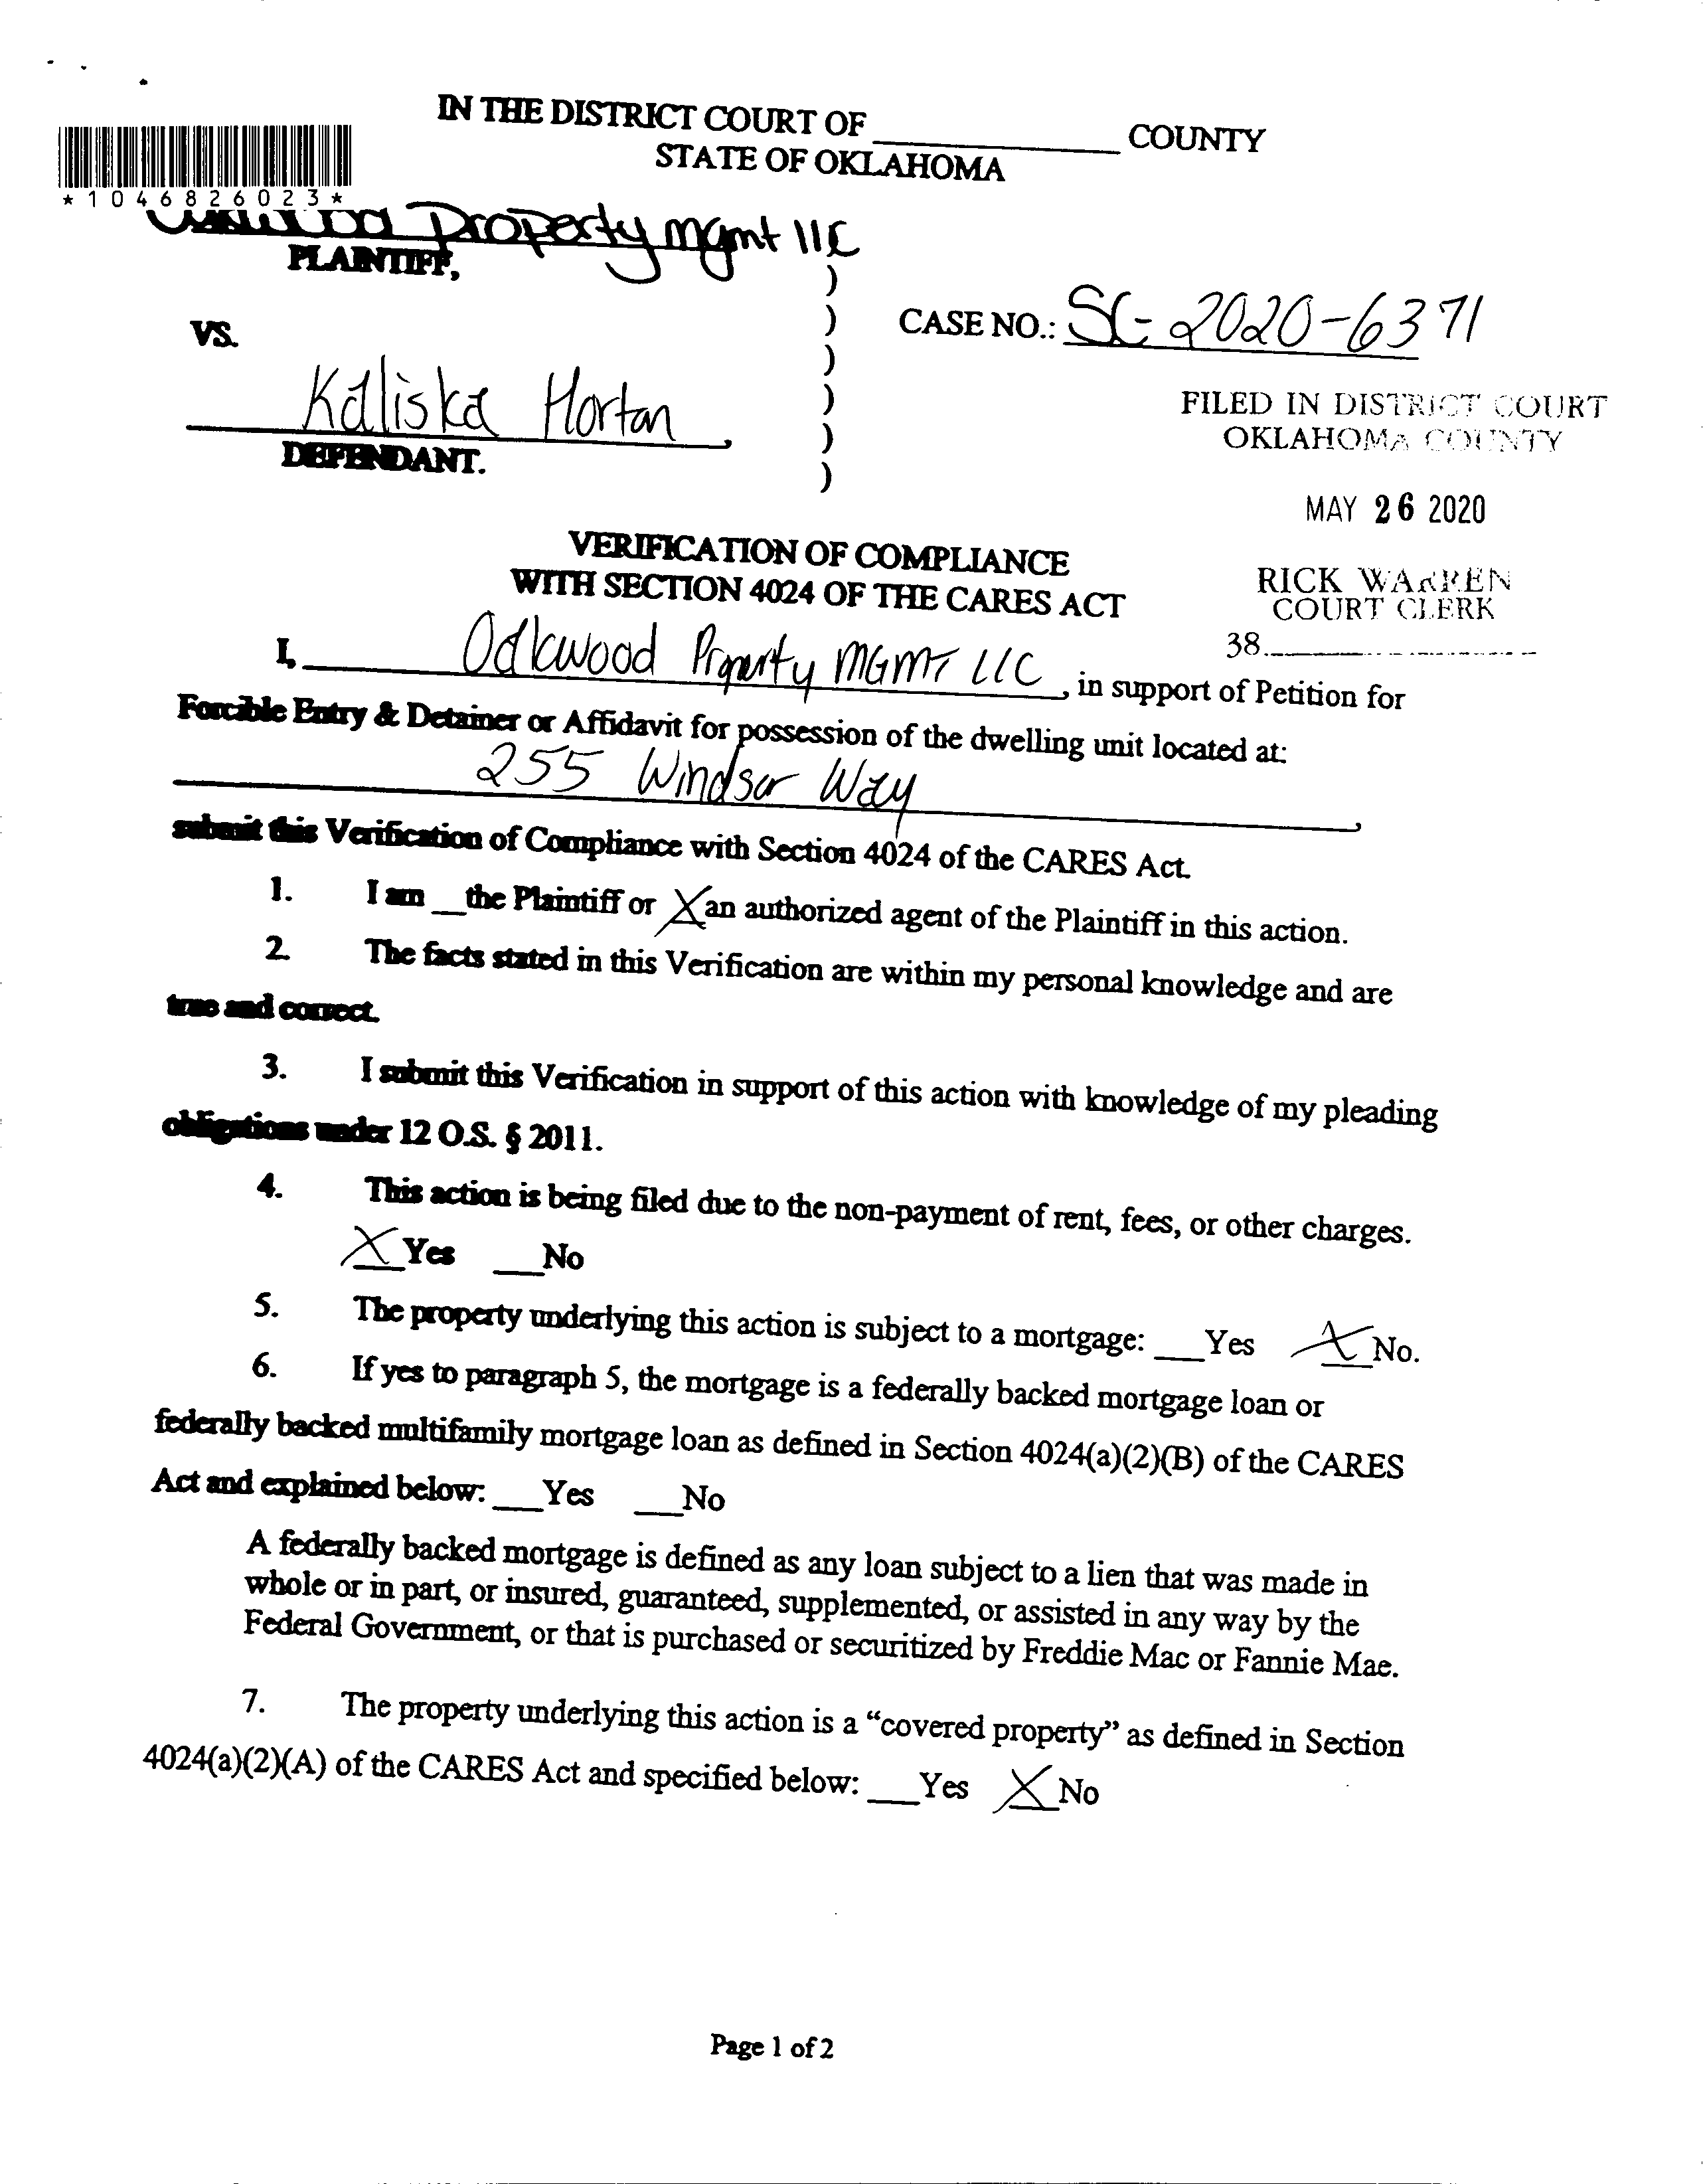 IN THE DISTRICT COURT OF ____________ COUNTY
STATE OF OKLAHOMA
*1046826023*
Property mgmt llc
PLAINTIFF,
)
VS.
) CASE NO.: SC-2020-6371
)
Kaliska Horton,
)
DEFENDANT.
)
)
FILED IN DISTRICT COURT
OKLAHOMA COUNTY
MAY 26 2020
RICK WARREN
COURT CLERK
38.____________
VERIFICATION OF COMPLIANCE
WITH SECTION 4024 OF THE CARES ACT
I, Oakwood Property MGMT LLC, in support of Petition for
Forcible Entry & Detainer or Affidavit for possession of the dwelling unit located at:
255 Windsor Way,
submit this Verification of Compliance with Section 4024 of the CARES Act.
1. I am __the Plaintiff or X an authorized agent of the Plaintiff in this action.
2. The facts stated in this Verification are within my personal knowledge and are
true and correct.
3. I submit this Verification in support of this action with knowledge of my pleading
obligations under 12 O.S. § 2011.
4. This action is being filed due to the non-payment of rent, fees, or other charges.
X Yes ___No
5. The property underlying this action is subject to a mortgage: ___Yes X No.
6. If yes to paragraph 5, the mortgage is a federally backed mortgage loan or
federally backed multifamily mortgage loan as defined in Section 4024(a)(2)(B) of the CARES
Act and explained below: ___Yes ___No
A federally backed mortgage is defined as any loan subject to a lien that was made in
whole or in part, or insured, guaranteed, supplemented, or assisted in any way by the
Federal Government, or that is purchased or securitized by Freddie Mac or Fannie Mae.
7. The property underlying this action is a “covered property” as defined in Section
4024(a)(2)(A) of the CARES Act and specified below: ___Yes X No
Page 1 of 2